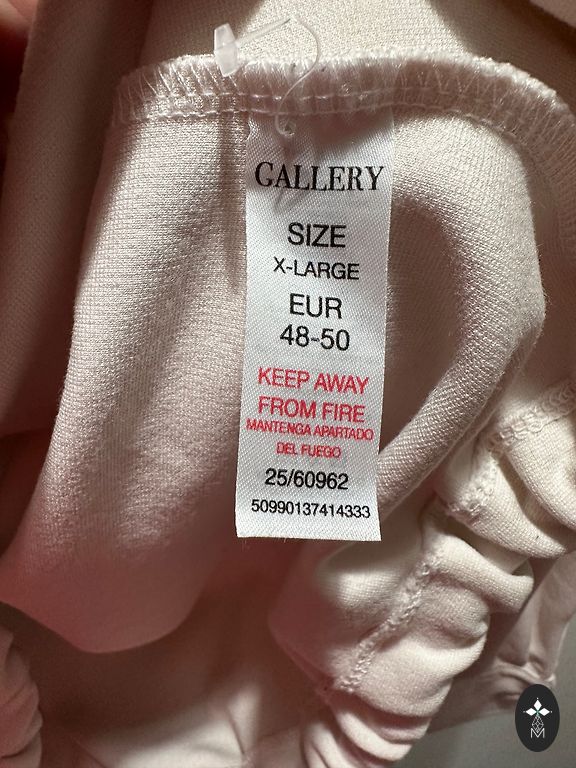 GALLERY
SIZE
X-LARGE
EUR
48-50
KEEP AWAY
FROM FIRE
MANTENGA APARTADO
DEL FUEGO
25/60962
50990137414333